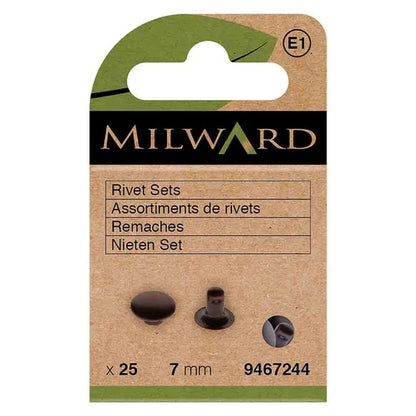 E1
MILWARD
Rivet Sets
Assortiments de rivets
Remaches
Nieten Set
x 25 7 mm 9467244